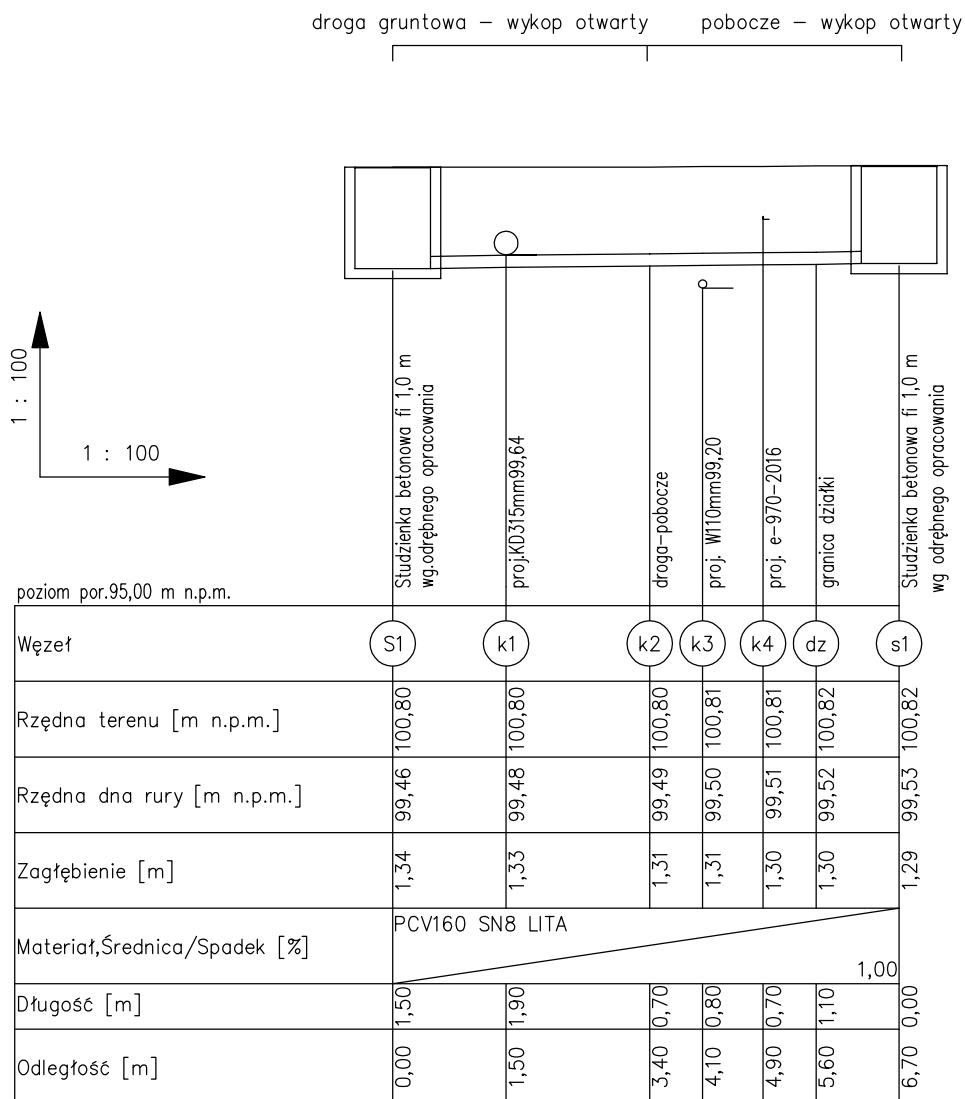 droga gruntowa – wykop otwarty
pobocze – wykop otwarty
1 : 100
1 : 100
Studzienka betonowa fi 1,0 m
wg.odrębnego opracowania
proj.KD315mm99,64
droga-pobocze
proj. W110mm99,20
proj. e-970-2016
granica działki
Studzienka betonowa fi 1,0 m
wg odrębnego opracowania
poziom por.95,00 m n.p.m.
Węzeł S1 k1 k2 k3 k4 dz s1
Rzędna terenu [m n.p.m.] 100,80 100,80 100,80 100,81 100,81 100,82 100,82
Rzędna dna rury [m n.p.m.] 99,46 99,48 99,49 99,50 99,51 99,52 99,53
Zagłębienie [m] 1,34 1,33 1,31 1,31 1,30 1,30 1,29
Materiał,Średnica/Spadek [%] PCV160 SN8 LITA 1,00
Długość [m] 1,50 1,90 0,70 0,80 0,70 1,10 0,00
Odległość [m] 0,00 1,50 3,40 4,10 4,90 5,60 6,70